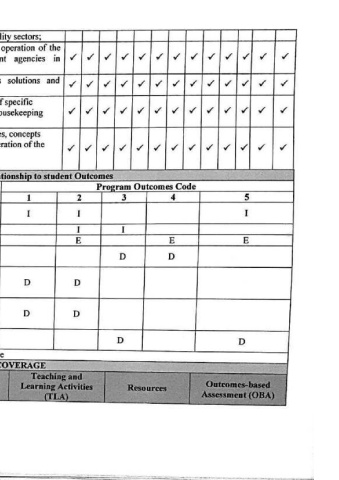 lity sectors;
operation of the
nt agencies in ✓ ✓ ✓ ✓ ✓ ✓ ✓ ✓ ✓ ✓ ✓ ✓ ✓
solutions and ✓ ✓ ✓ ✓ ✓ ✓ ✓ ✓ ✓ ✓ ✓ ✓ ✓
f specific
ousekeeping ✓ ✓ ✓ ✓ ✓ ✓ ✓ ✓ ✓ ✓ ✓ ✓ ✓
es, concepts
ration of the ✓ ✓ ✓ ✓ ✓ ✓ ✓ ✓ ✓ ✓ ✓ ✓ ✓
tionship to student Outcomes
Program Outcomes Code
1 2 3 4 5
I I I
I I
E E E
D D
D D
D D
D D
e
COVERAGE
Teaching and
Learning Activities
(TLA)
Resources
Outcomes-based
Assessment (OBA)